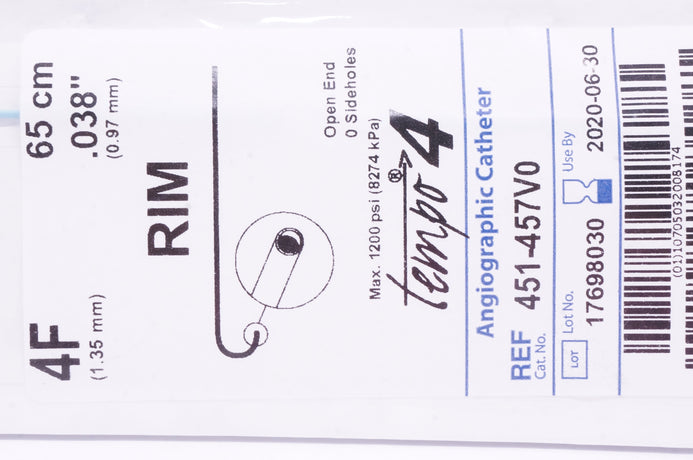 4F
(1.35 mm)
65 cm
.038"
(0.97 mm)
RIM
Open End
0 Sideholes
Max. 1200 psi (8274 kPa)
tempo® 4
Angiographic Catheter
REF 451-457V0
Cat. No.
LOT
Lot No.
17698030
Use By
2020-06-30
(01)10705032008174